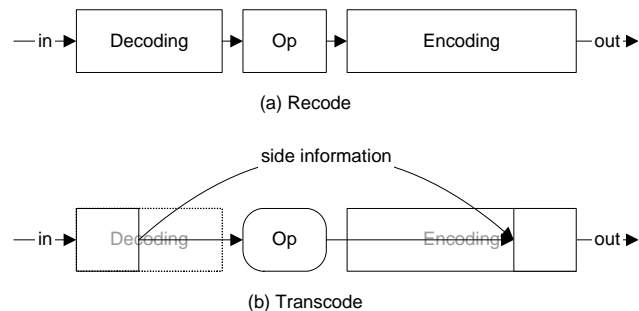 in Decoding Op Encoding out
(a) Recode
side information
in Decoding Op Encoding out
(b) Transcode